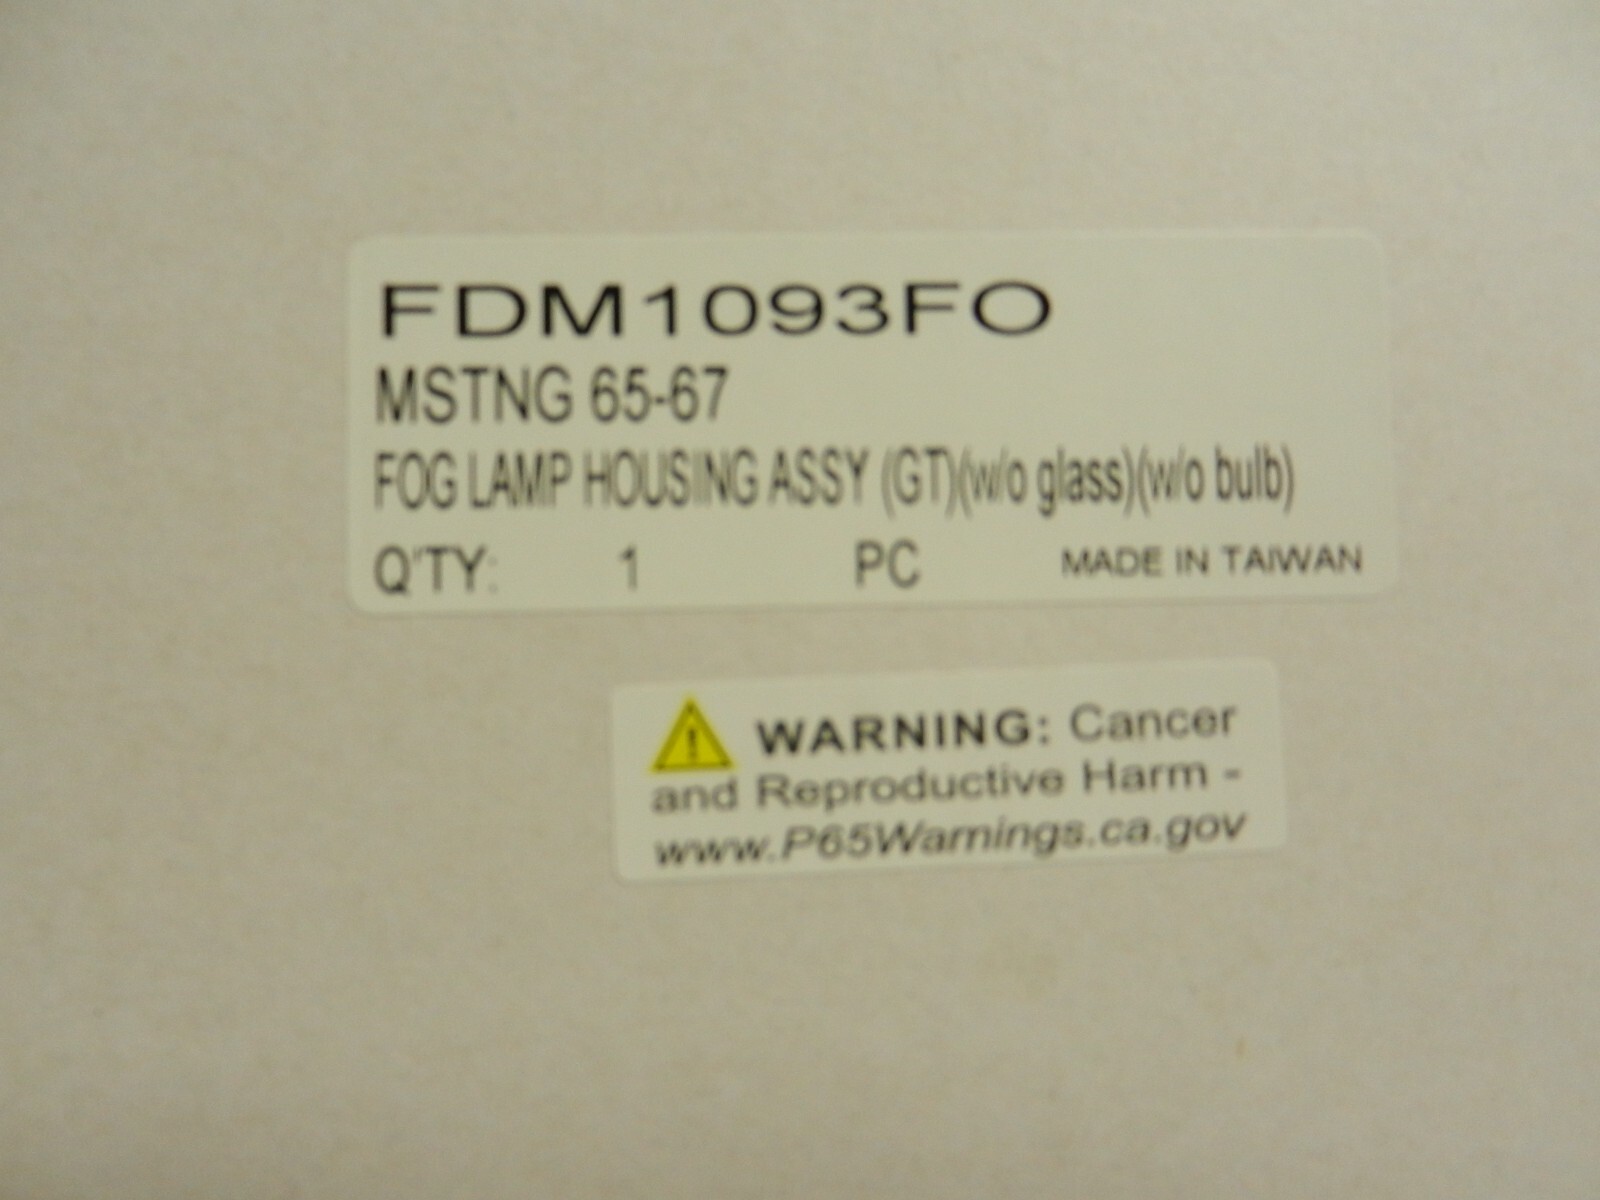 FDM1093FO
MSTNG 65-67
FOG LAMP HOUSING ASSY (GT)(w/o glass)(w/o bulb)
Q'TY: 1 PC MADE IN TAIWAN
WARNING: Cancer
and Reproductive Harm -
www.P65Warnings.ca.gov